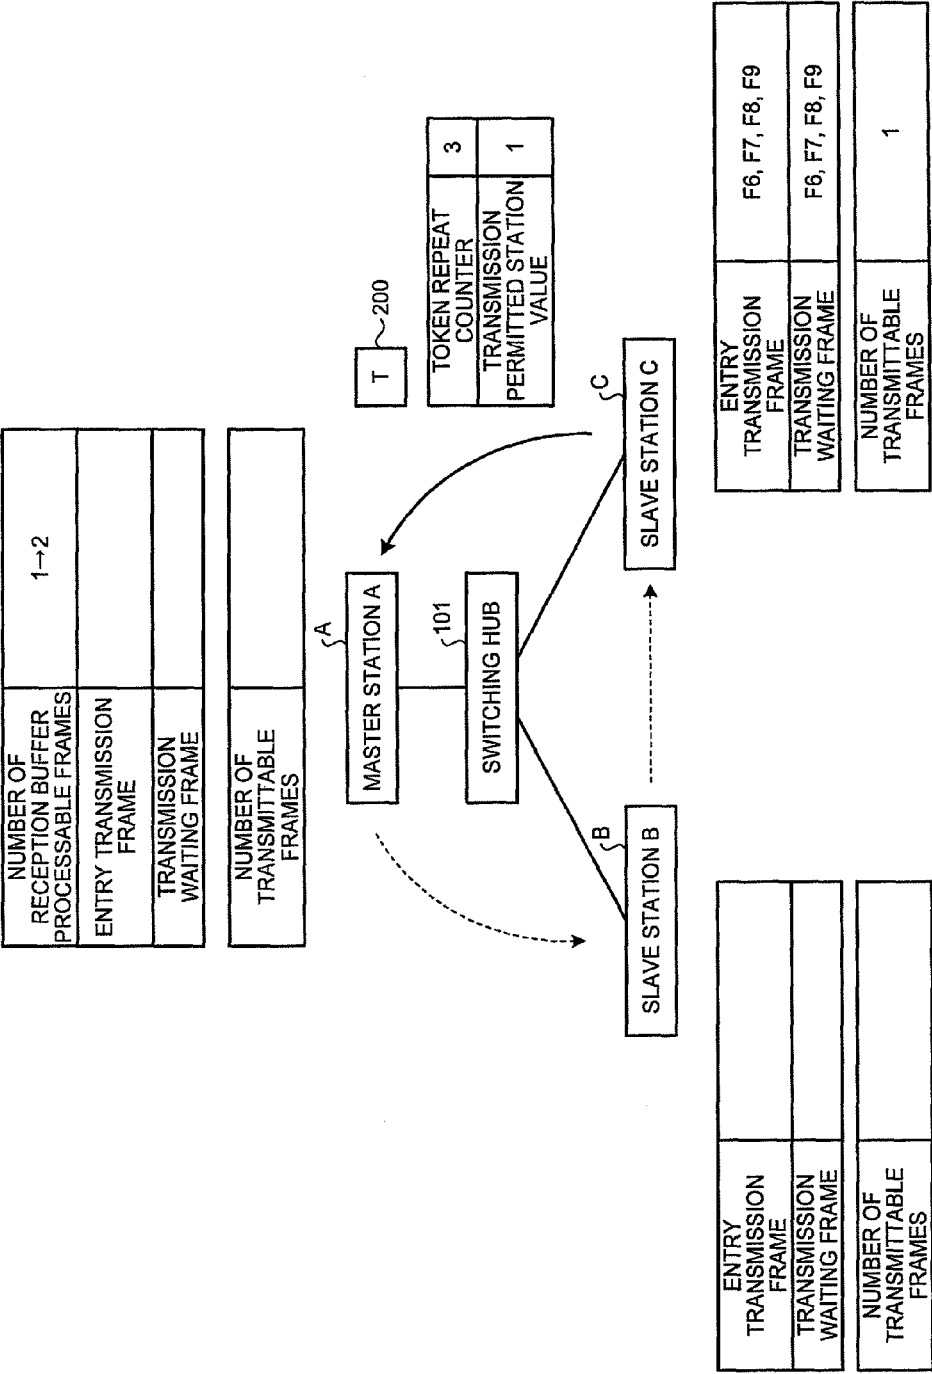 NUMBER OF
RECEPTION BUFFER
PROCESSABLE FRAMES
1→2
ENTRY TRANSMISSION
FRAME
TRANSMISSION
WAITING FRAME
NUMBER OF
TRANSMITTABLE
FRAMES
A
MASTER STATION A
T
200
TOKEN REPEAT
COUNTER
3
TRANSMISSION
PERMITTED STATION
VALUE
1
101
SWITCHING HUB
B
SLAVE STATION B
C
SLAVE STATION C
ENTRY
TRANSMISSION
FRAME
TRANSMISSION
WAITING FRAME
NUMBER OF
TRANSMITTABLE
FRAMES
ENTRY
TRANSMISSION
FRAME
F6, F7, F8, F9
TRANSMISSION
WAITING FRAME
F6, F7, F8, F9
NUMBER OF
TRANSMITTABLE
FRAMES
1